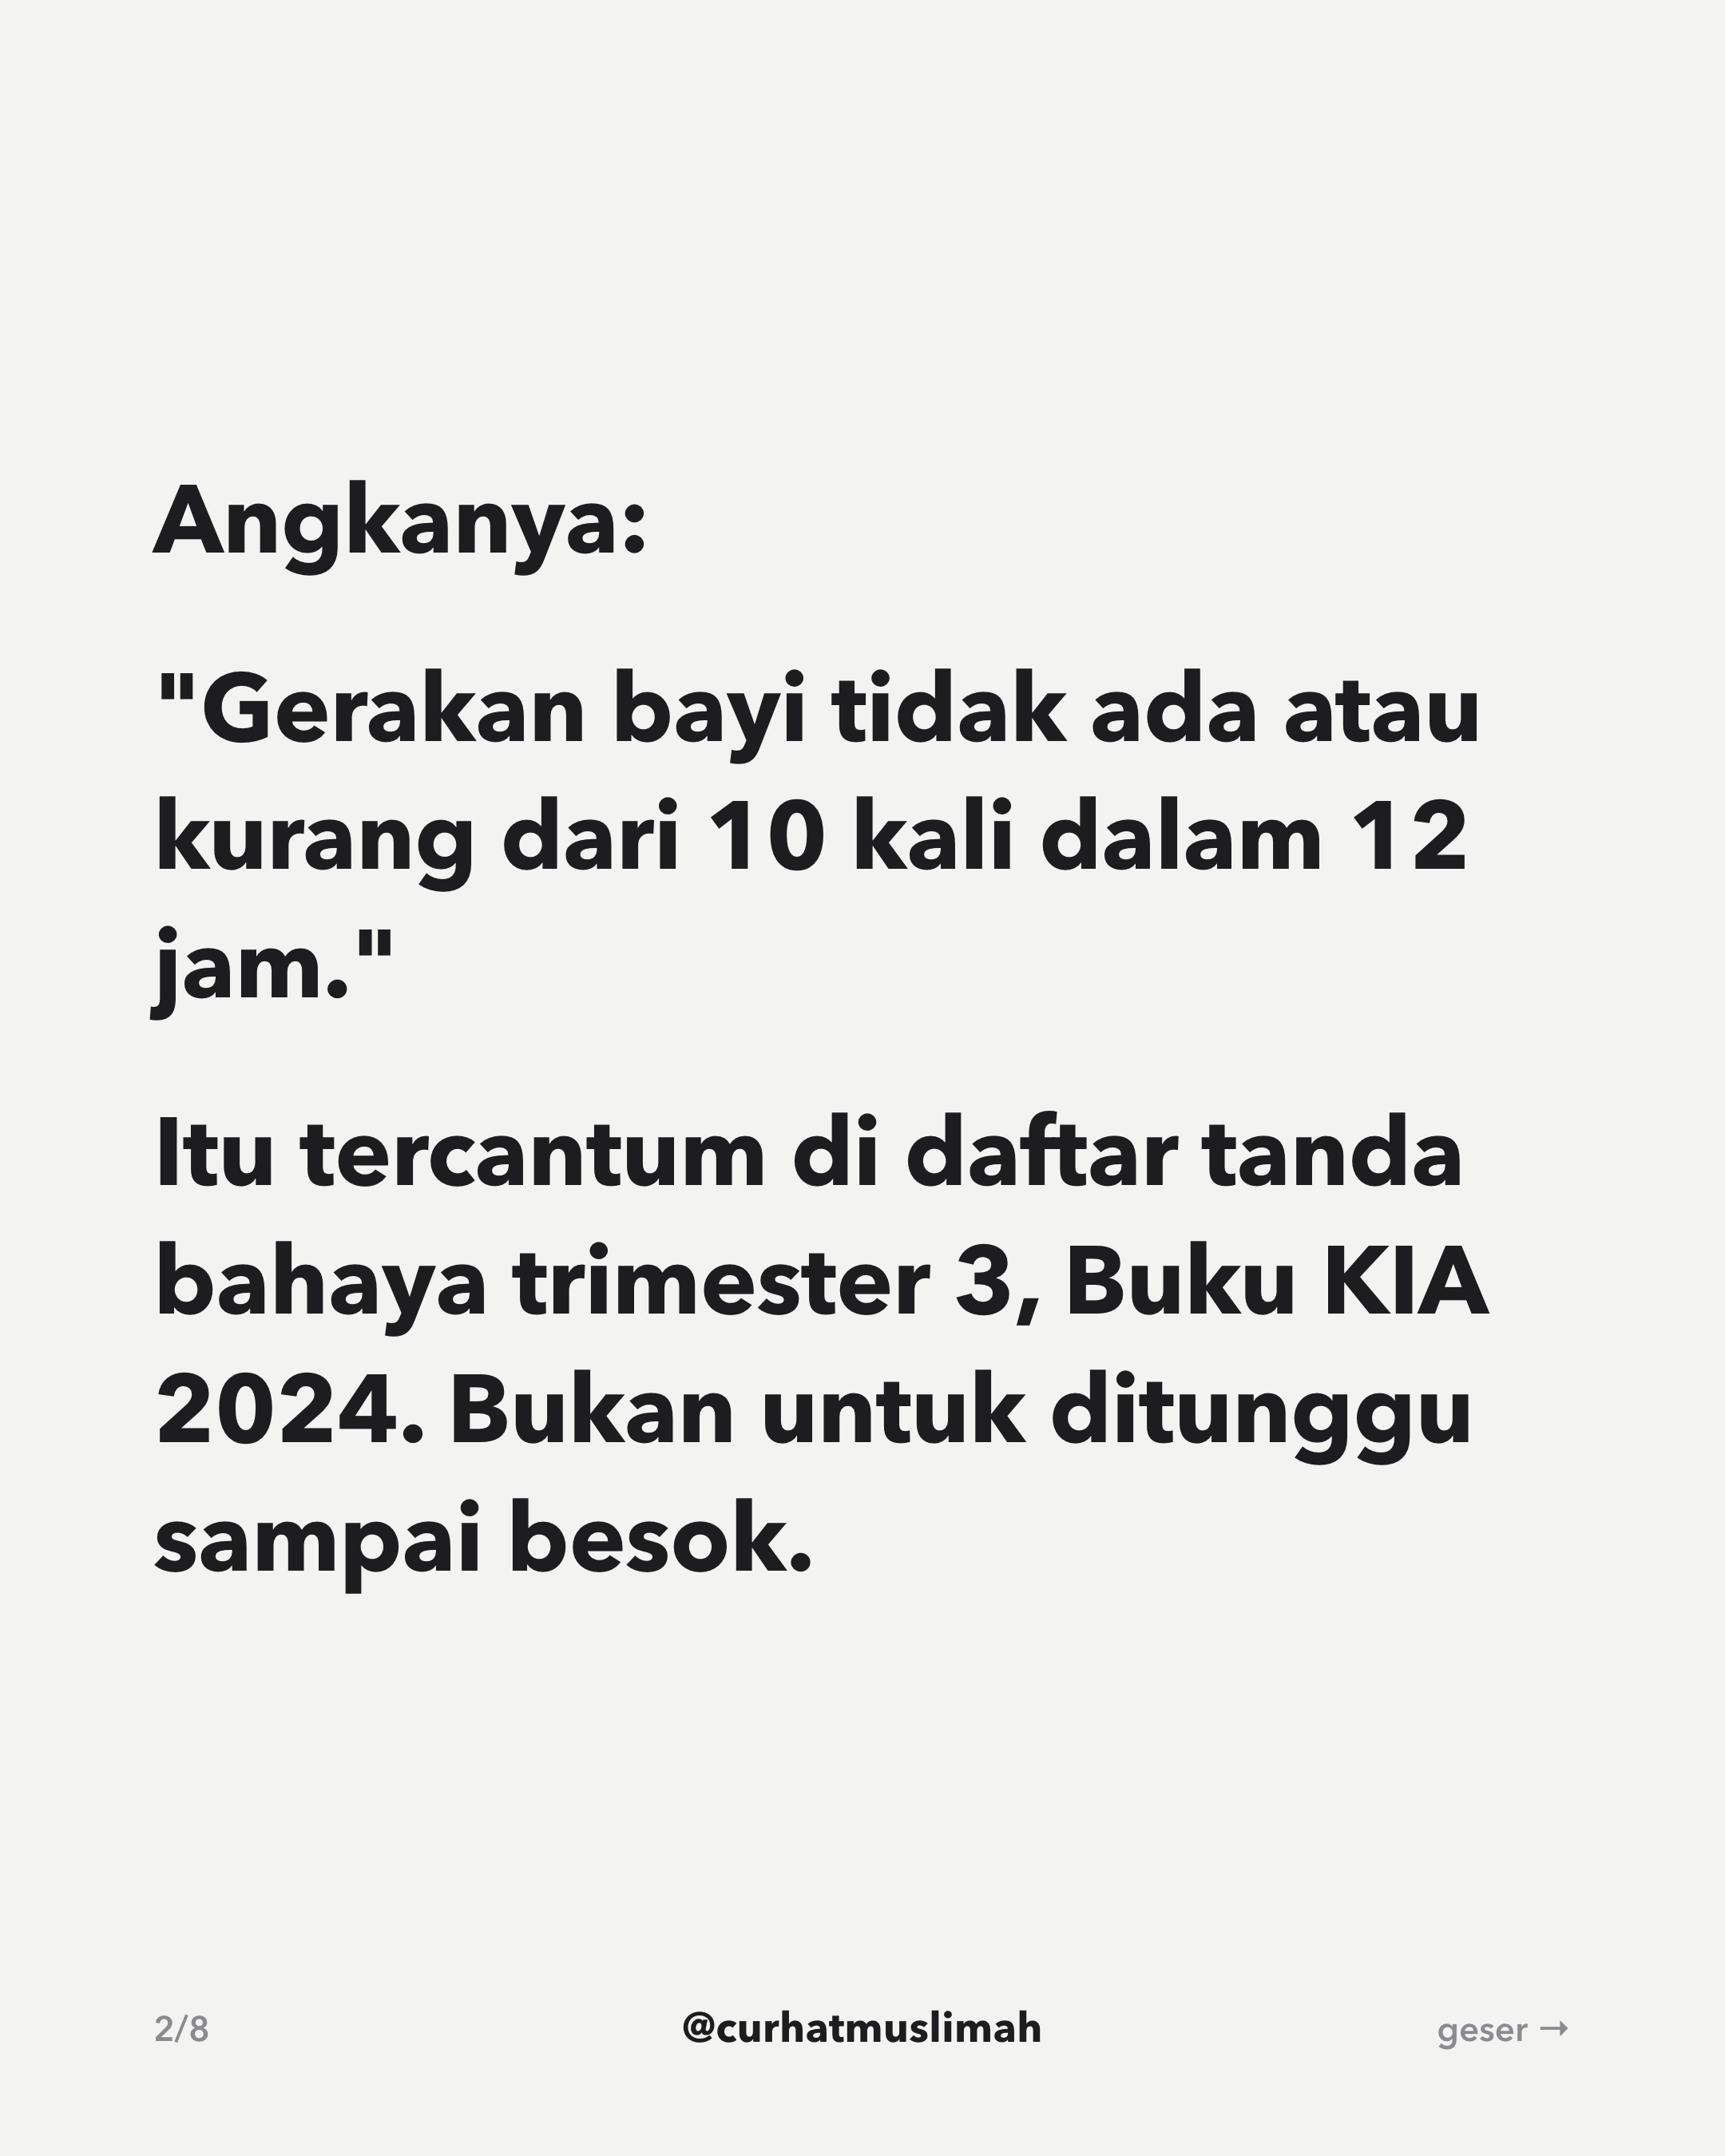 Angkanya:
"Gerakan bayi tidak ada atau
kurang dari 10 kali dalam 12
jam."
Itu tercantum di daftar tanda
bahaya trimester 3, Buku KIA
2024. Bukan untuk ditunggu
sampai besok.
2/8
@curhatmuslimah
geser →